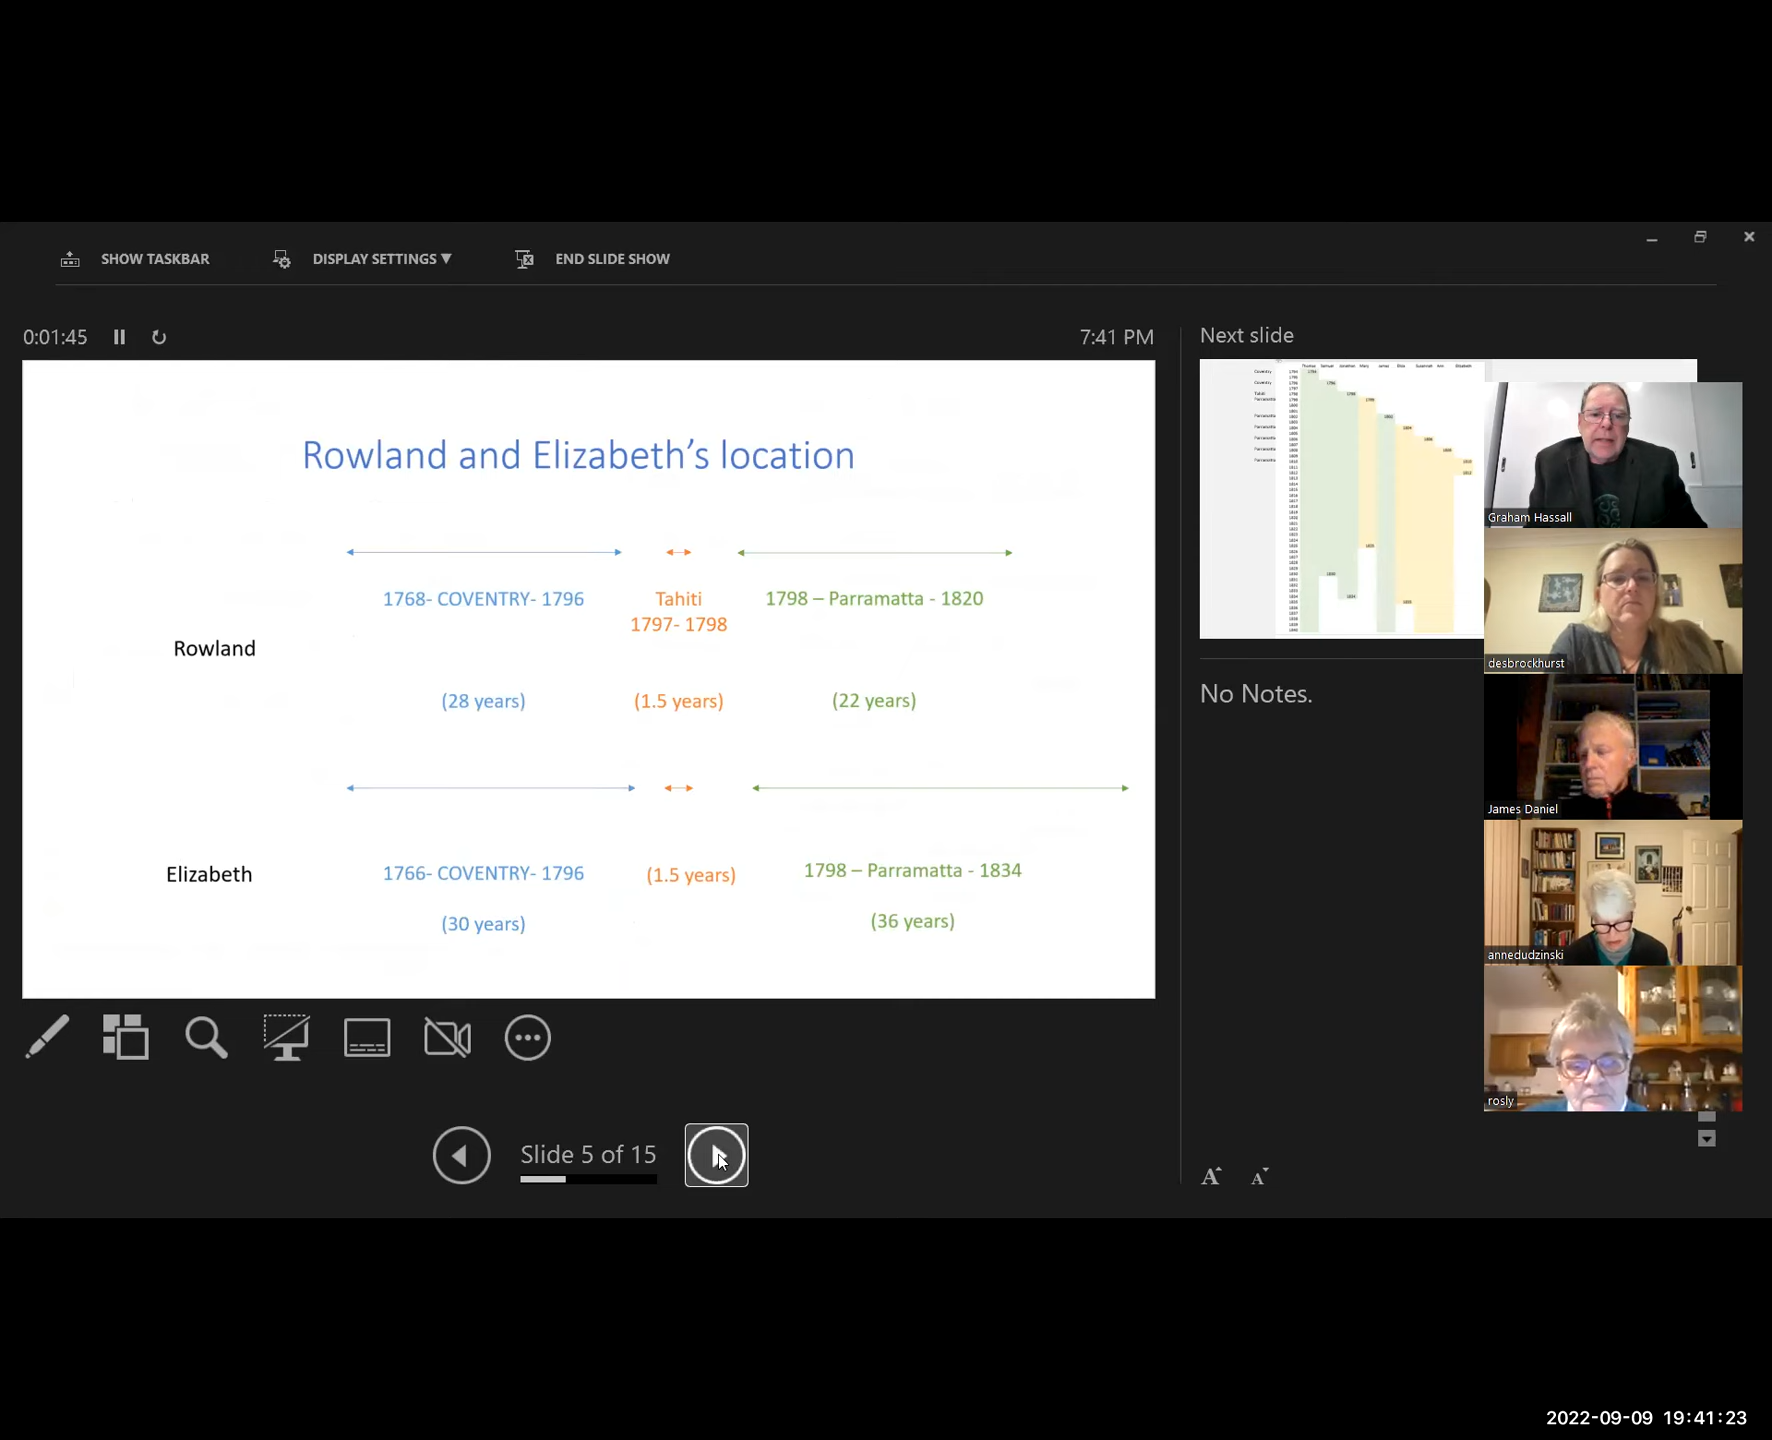 SHOW TASKBAR
DISPLAY SETTINGS ▼
END SLIDE SHOW
0:01:45
7:41 PM
Next slide
Rowland and Elizabeth's location
1768- COVENTRY- 1796
Tahiti
1797- 1798
1798 – Parramatta - 1820
Rowland
(28 years)
(1.5 years)
(22 years)
Elizabeth
1766- COVENTRY- 1796
(1.5 years)
1798 – Parramatta - 1834
(30 years)
(36 years)
No Notes.
Graham Hassall
desbrockhurst
James Daniel
annedudzinski
rosly
Slide 5 of 15
A
A
2022-09-09 19:41:23